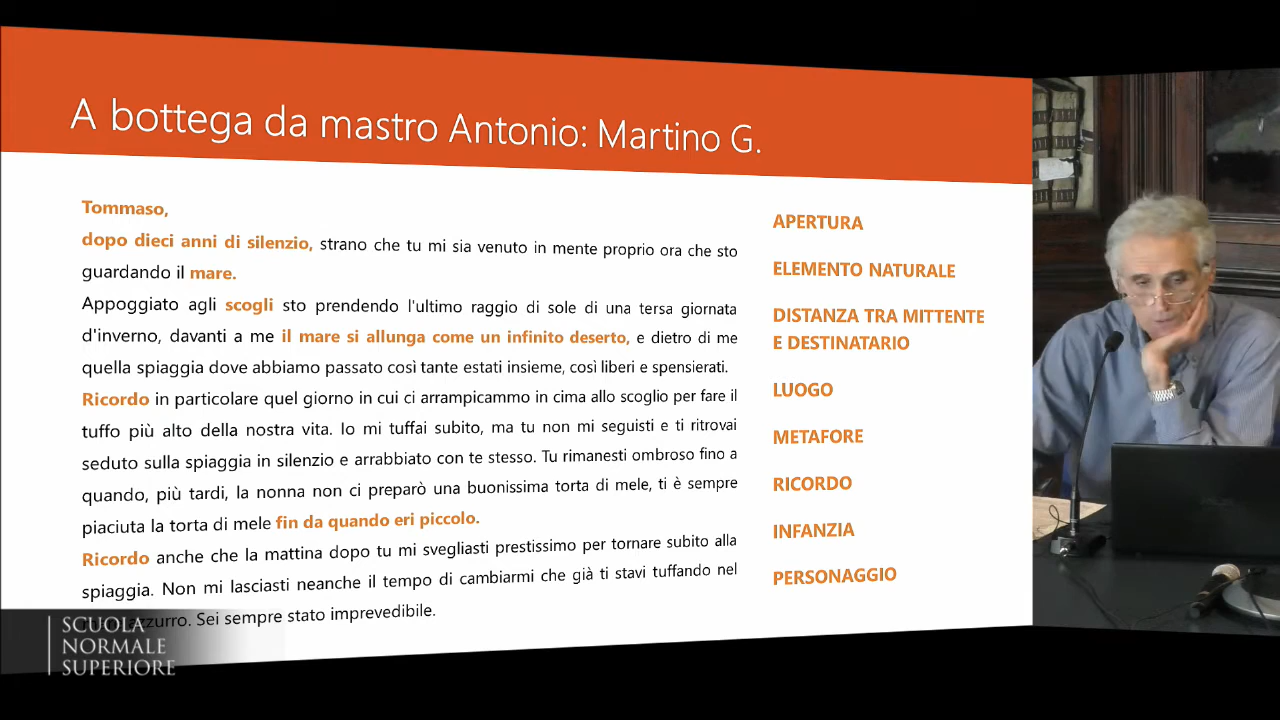 A bottega da mastro Antonio: Martino G.
Tommaso,
dopo dieci anni di silenzio, strano che tu mi sia venuto in mente proprio ora che sto
guardando il mare.
Appoggiato agli scogli sto prendendo l'ultimo raggio di sole di una tersa giornata
d'inverno, davanti a me il mare si allunga come un infinito deserto, e dietro di me
quella spiaggia dove abbiamo passato così tante estati insieme, così liberi e spensierati.
Ricordo in particolare quel giorno in cui ci arrampicammo in cima allo scoglio per fare il
tuffo più alto della nostra vita. Io mi tuffai subito, ma tu non mi seguisti e ti ritrovai
seduto sulla spiaggia in silenzio e arrabbiato con te stesso. Tu rimanesti ombroso fino a
quando, più tardi, la nonna non ci preparò una buonissima torta di mele, ti è sempre
piaciuta la torta di mele fin da quando eri piccolo.
Ricordo anche che la mattina dopo tu mi svegliasti prestissimo per tornare subito alla
spiaggia. Non mi lasciasti neanche il tempo di cambiarmi che già ti stavi tuffando nel
azzurro. Sei sempre stato imprevedibile.
APERTURA
ELEMENTO NATURALE
DISTANZA TRA MITTENTE
E DESTINATARIO
LUOGO
METAFORE
RICORDO
INFANZIA
PERSONAGGIO
SCUOLA
NORMALE
SUPERIORE